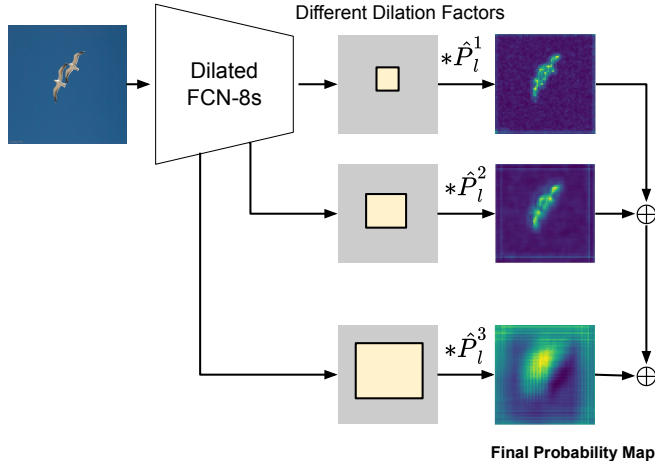 Different Dilation Factors
Dilated
FCN-8s
*P̂_l^1
*P̂_l^2
*P̂_l^3
Final Probability Map